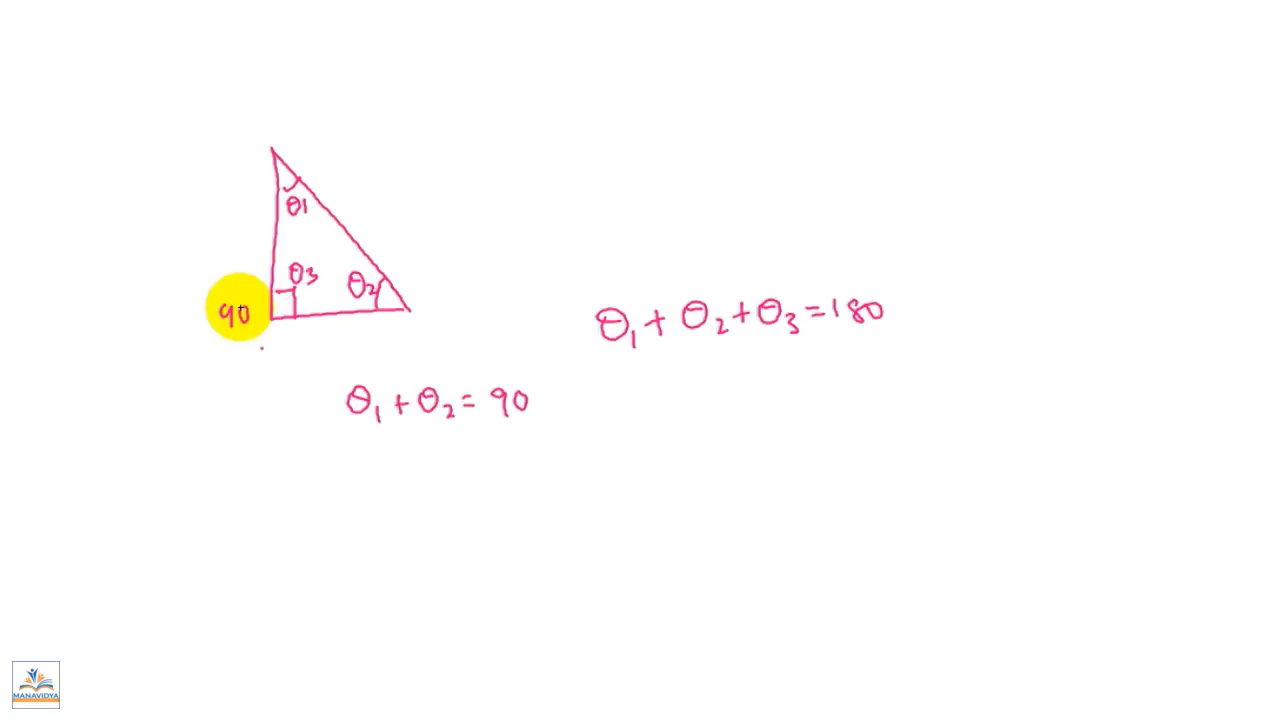 θ1
θ3
θ2
90
θ₁ + θ₂ + θ₃ = 180
θ₁ + θ₂ = 90
MANAVIDYA